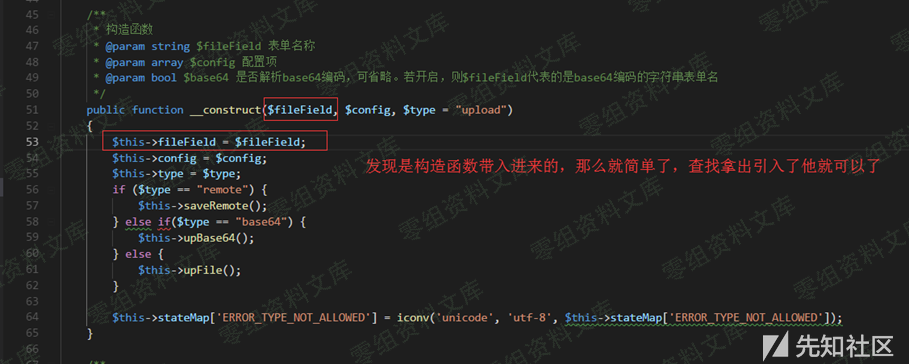 44
45 /**
46 * 构造函数
47 * @param string $fileField 表单名称
48 * @param array $config 配置项
49 * @param bool $base64 是否解析base64编码，可省略。若开启，则$fileField代表的是base64编码的字符串表单名
50 */
51 public function __construct($fileField, $config, $type = "upload")
52 {
53 $this->fileField = $fileField;
54 $this->config = $config;
发现是构造函数带入进来的，那么就简单了，查找拿出引入了他就可以了
55 $this->type = $type;
56 if ($type == "remote") {
57 $this->saveRemote();
58 } else if($type == "base64") {
59 $this->upBase64();
60 } else {
61 $this->upFile();
62 }
63
64 $this->stateMap['ERROR_TYPE_NOT_ALLOWED'] = iconv('unicode', 'utf-8', $this->stateMap['ERROR_TYPE_NOT_ALLOWED']);
65 }
66
/**
零组资料文库
先知社区